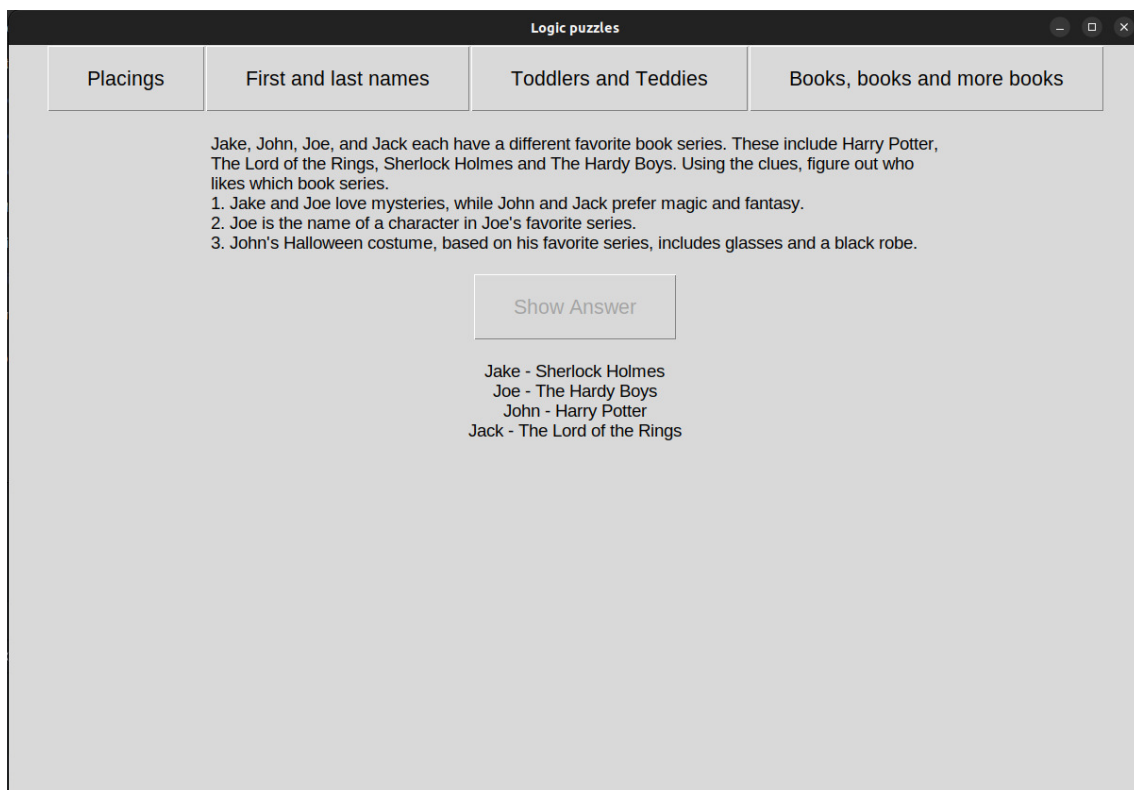 Logic puzzles
Placings
First and last names
Toddlers and Teddies
Books, books and more books
Jake, John, Joe, and Jack each have a different favorite book series. These include Harry Potter,
The Lord of the Rings, Sherlock Holmes and The Hardy Boys. Using the clues, figure out who
likes which book series.
1. Jake and Joe love mysteries, while John and Jack prefer magic and fantasy.
2. Joe is the name of a character in Joe's favorite series.
3. John's Halloween costume, based on his favorite series, includes glasses and a black robe.
Show Answer
Jake - Sherlock Holmes
Joe - The Hardy Boys
John - Harry Potter
Jack - The Lord of the Rings